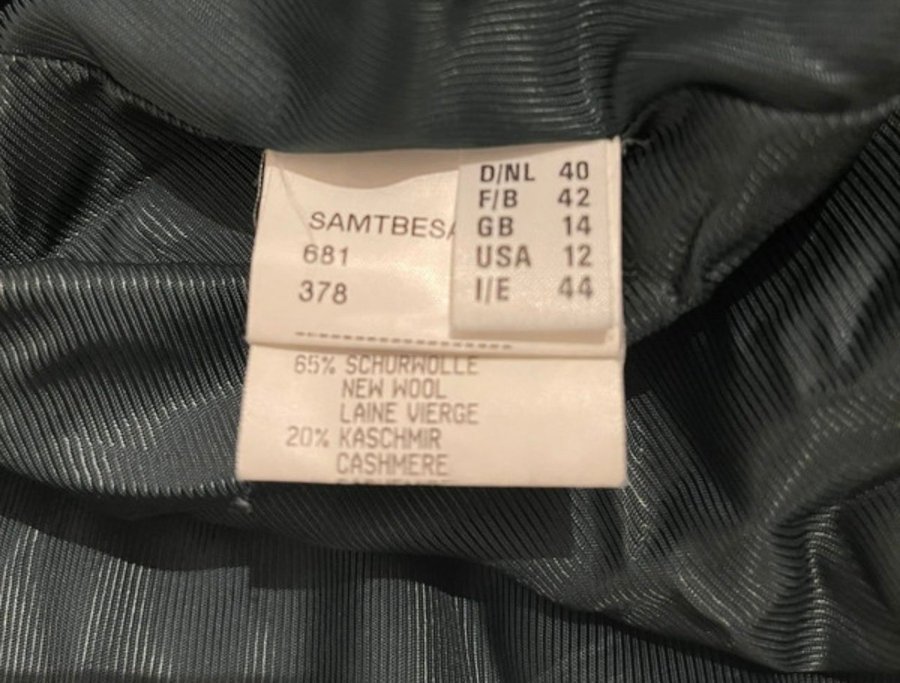 D/NL 40
F/B 42
GB 14
USA 12
I/E 44
681
378
65% SCHURWOLLE
NEW WOOL
LAINE VIERGE
20% KASCHMIR
CASHMERE